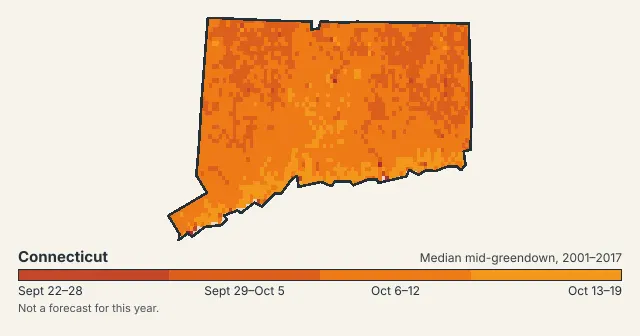 Connecticut
Median mid-greendown, 2001–2017
Sept 22–28
Sept 29–Oct 5
Oct 6–12
Oct 13–19
Not a forecast for this year.